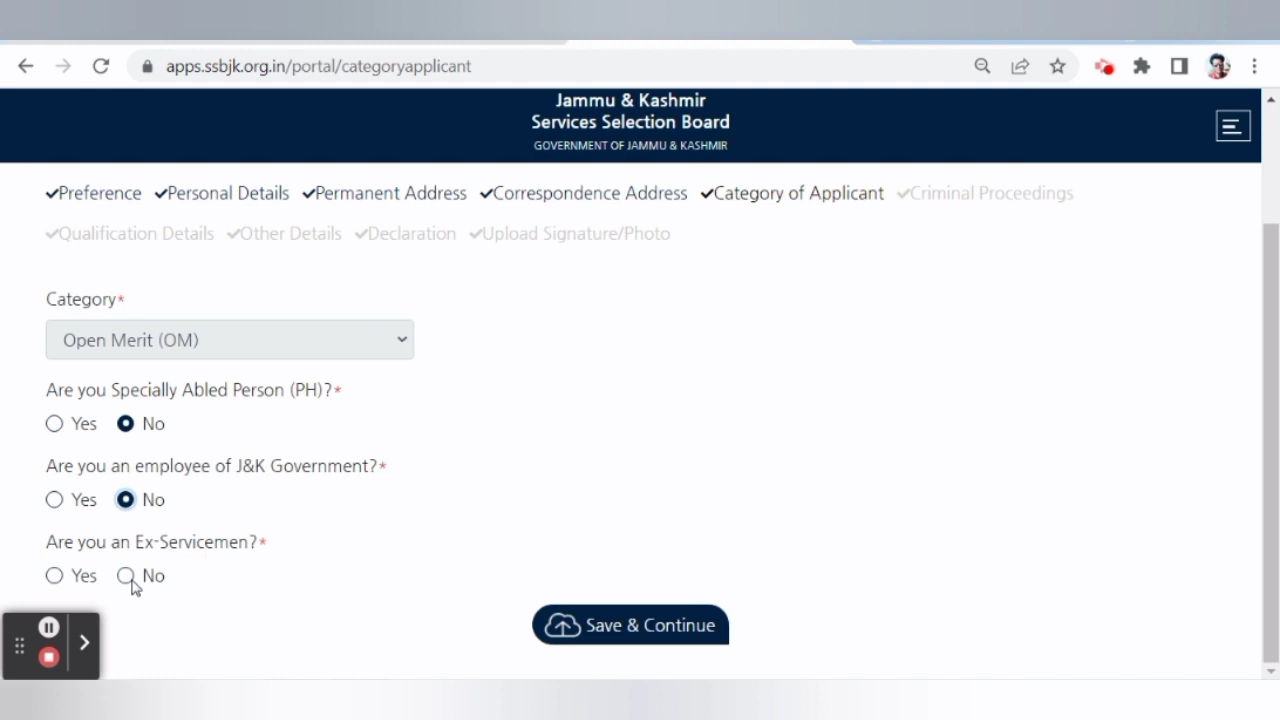 apps.ssbjk.org.in/portal/categoryapplicant
Jammu & Kashmir
Services Selection Board
GOVERNMENT OF JAMMU & KASHMIR
Preference Personal Details Permanent Address Correspondence Address Category of Applicant Criminal Proceedings
Qualification Details Other Details Declaration Upload Signature/Photo
Category*
Open Merit (OM)
Are you Specially Abled Person (PH)?*
Yes No
Are you an employee of J&K Government?*
Yes No
Are you an Ex-Servicemen?*
Yes No
Save & Continue